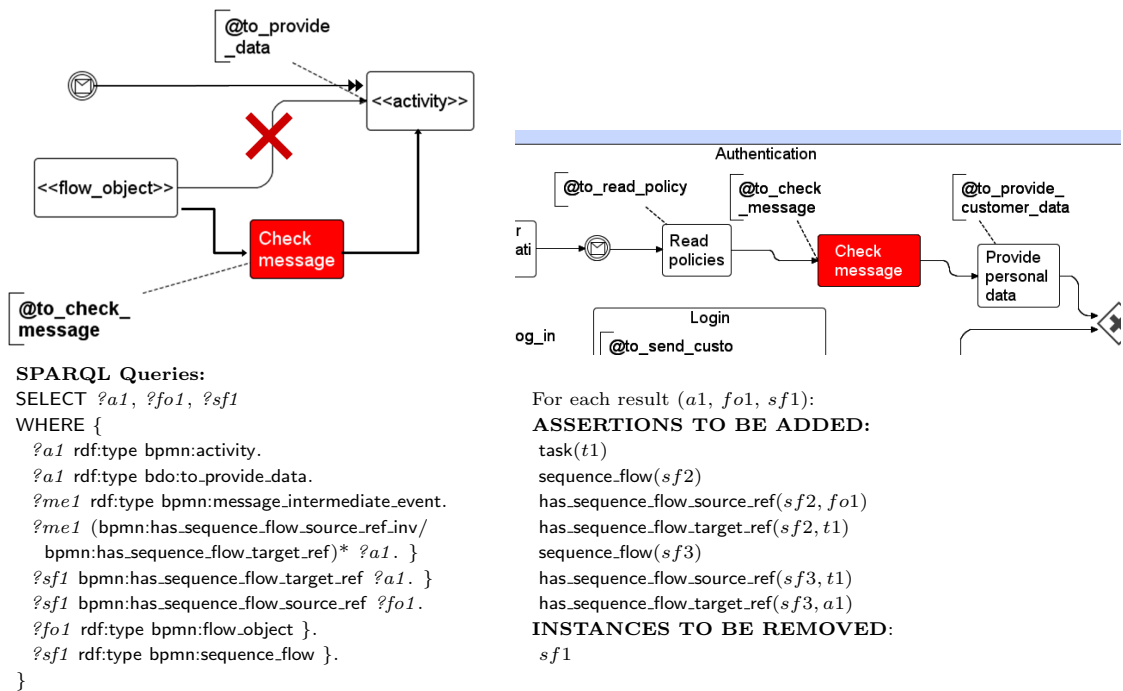 @to_provide
_data
<<activity>>
<<flow_object>>
Check
message
@to_check_
message
Authentication
@to_read_policy
@to_check
_message
@to_provide_
customer_data
r
ati
Read
policies
Check
message
Provide
personal
data
og_in
Login
@to_send_custo
SPARQL Queries:
SELECT ?a1, ?fo1, ?sf1
WHERE {
?a1 rdf:type bpmn:activity.
?a1 rdf:type bdo:to_provide_data.
?me1 rdf:type bpmn:message_intermediate_event.
?me1 (bpmn:has_sequence_flow_source_ref_inv/
bpmn:has_sequence_flow_target_ref)* ?a1. }
?sf1 bpmn:has_sequence_flow_target_ref ?a1. }
?sf1 bpmn:has_sequence_flow_source_ref ?fo1.
?fo1 rdf:type bpmn:flow_object }.
?sf1 rdf:type bpmn:sequence_flow }.
}
For each result (a1, fo1, sf1):
ASSERTIONS TO BE ADDED:
task(t1)
sequence_flow(sf2)
has_sequence_flow_source_ref(sf2, fo1)
has_sequence_flow_target_ref(sf2, t1)
sequence_flow(sf3)
has_sequence_flow_source_ref(sf3, t1)
has_sequence_flow_target_ref(sf3, a1)
INSTANCES TO BE REMOVED:
sf1